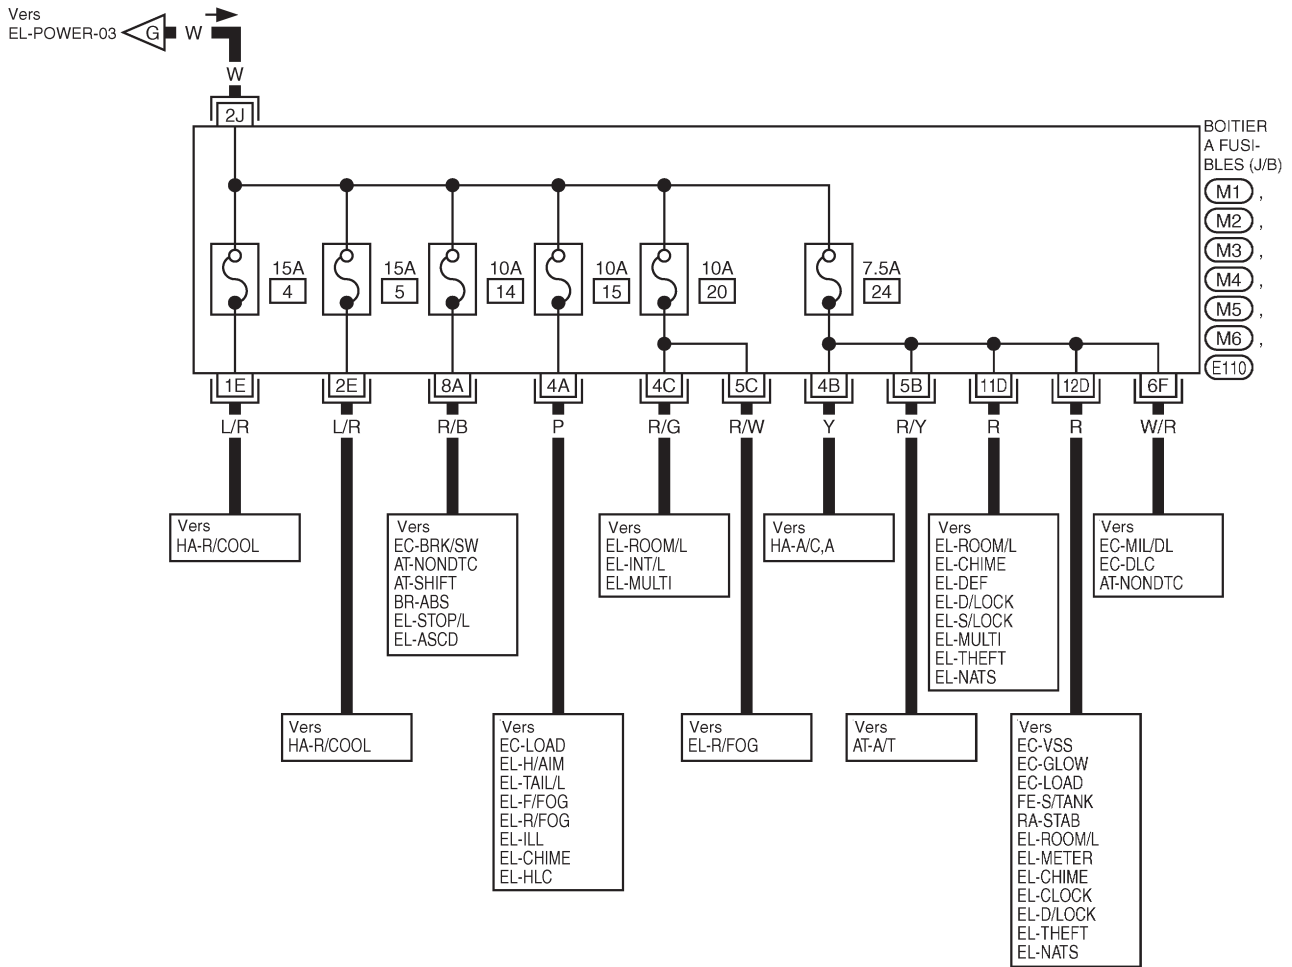 Vers
EL-POWER-03
G
W
W
2J
BOITIER
A FUSI-
BLES (J/B)
M1 ,
M2 ,
M3 ,
M4 ,
M5 ,
M6 ,
E110
15A
4
15A
5
10A
14
10A
15
10A
20
7.5A
24
1E
2E
8A
4A
4C
5C
4B
5B
11D
12D
6F
L/R
L/R
R/B
P
R/G
R/W
Y
R/Y
R
R
W/R
Vers
HA-R/COOL
Vers
EC-BRK/SW
AT-NONDTC
AT-SHIFT
BR-ABS
EL-STOP/L
EL-ASCD
Vers
EL-ROOM/L
EL-INT/L
EL-MULTI
Vers
HA-A/C,A
Vers
EL-ROOM/L
EL-CHIME
EL-DEF
EL-D/LOCK
EL-S/LOCK
EL-MULTI
EL-THEFT
EL-NATS
Vers
EC-MIL/DL
EC-DLC
AT-NONDTC
Vers
HA-R/COOL
Vers
EC-LOAD
EL-H/AIM
EL-TAIL/L
EL-F/FOG
EL-R/FOG
EL-ILL
EL-CHIME
EL-HLC
Vers
EL-R/FOG
Vers
AT-A/T
Vers
EC-VSS
EC-GLOW
EC-LOAD
FE-S/TANK
RA-STAB
EL-ROOM/L
EL-METER
EL-CHIME
EL-CLOCK
EL-D/LOCK
EL-THEFT
EL-NATS